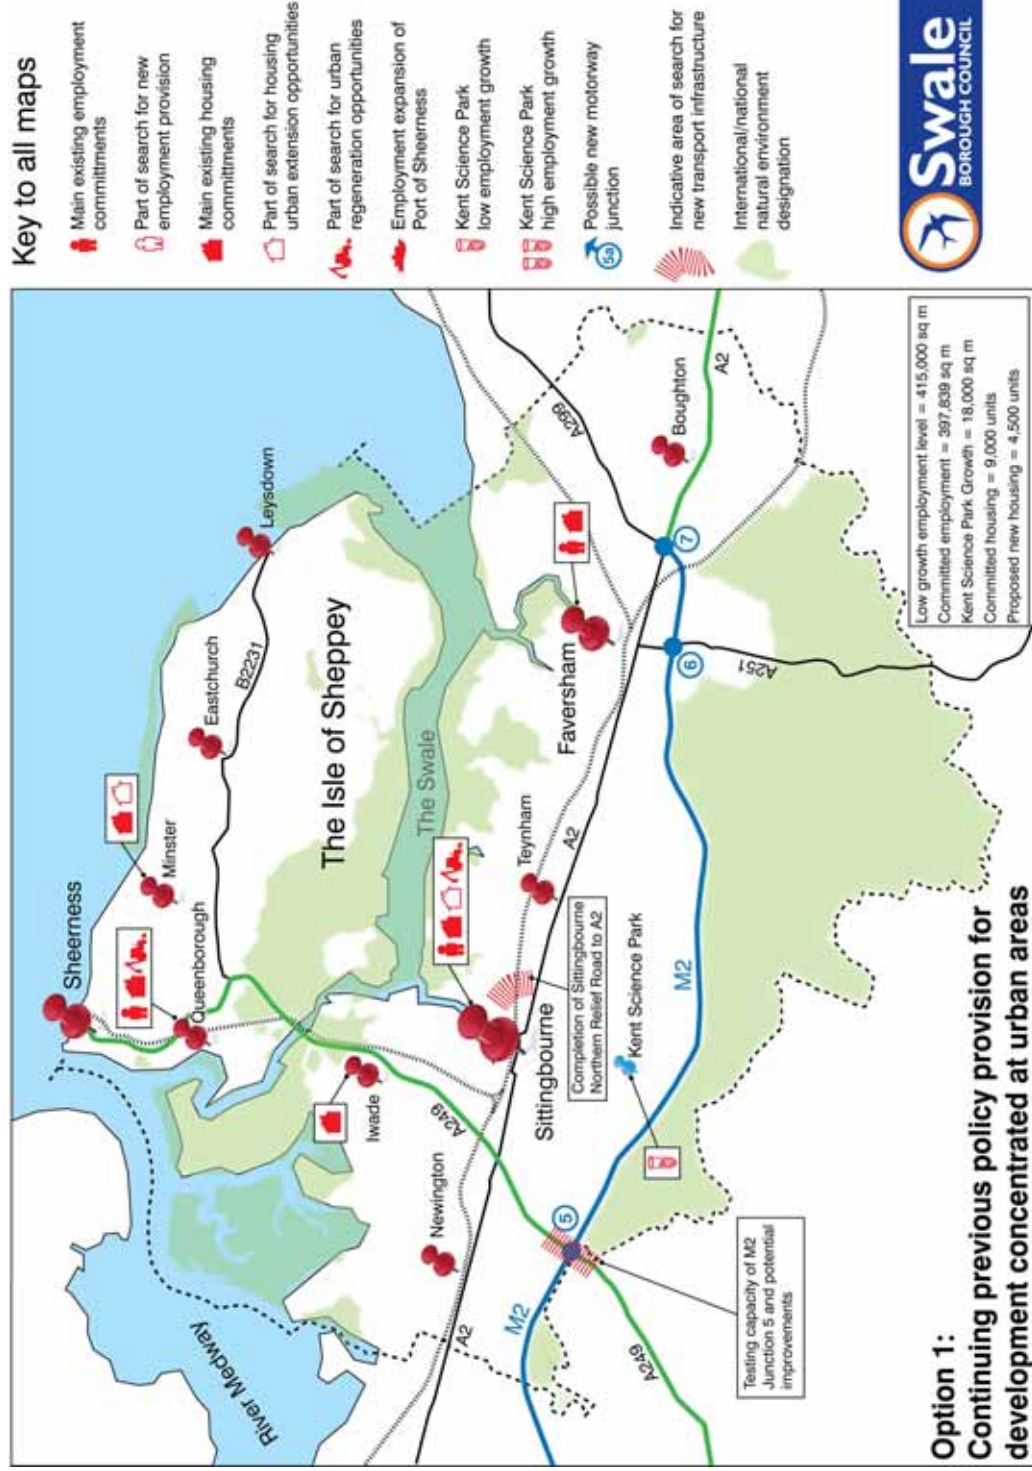 Key to all maps
Main existing employment
committments
Part of search for new
employment provision
Main existing housing
committments
Part of search for housing
urban extension opportunities
Part of search for urban
regeneration opportunities
Employment expansion of
Port of Sheerness
Kent Science Park
low employment growth
Kent Science Park
high employment growth
5a
Possible new motorway
junction
Indicative area of search for
new transport infrastructure
International/national
natural environment
designation
Swale
BOROUGH COUNCIL
Sheerness
Minster
Queenborough
Eastchurch
Leysdown
B2231
The Isle of Sheppey
The Swale
River Medway
Iwade
A249
Newington
A2
Sittingbourne
Teynham
Faversham
A2
A299
Boughton
A2
Completion of Sittingbourne
Northern Relief Road to A2
Kent Science Park
M2
M2
5
6
7
A251
A249
Testing capacity of M2
Junction 5 and potential
improvements
Low growth employment level = 415,000 sq m
Committed employment = 397,839 sq m
Kent Science Park Growth = 18,000 sq m
Committed housing = 9,000 units
Proposed new housing = 4,500 units
Option 1:
Continuing previous policy provision for
development concentrated at urban areas